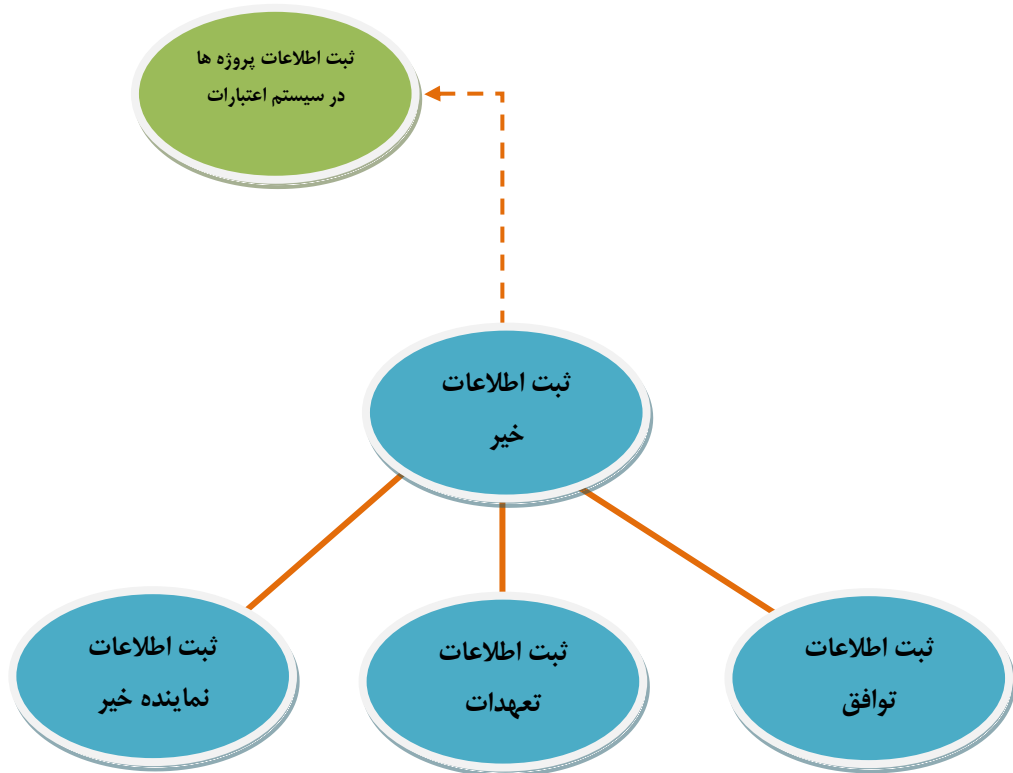 ثبت اطلاعات پروژه ها
در سیستم اعتبارات
ثبت اطلاعات
خیر
ثبت اطلاعات
توافق
ثبت اطلاعات
تعهدات
ثبت اطلاعات
نماینده خیر